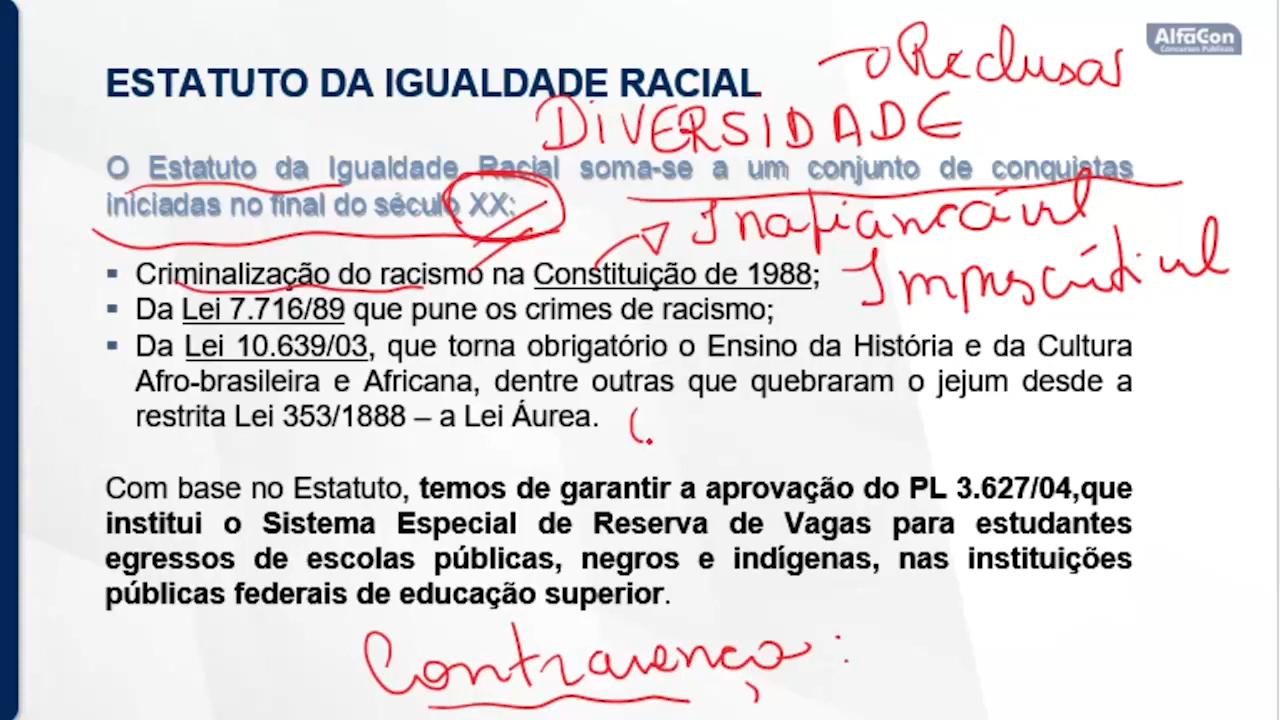 AlfaCon
Concursos Públicos
ESTATUTO DA IGUALDADE RACIAL
Reclusão
DIVERSIDADE
O Estatuto da Igualdade Racial soma-se a um conjunto de conquistas
iniciadas no final do século XX:
Inafiançável
Imprescritível
Criminalização do racismo na Constituição de 1988;
Da Lei 7.716/89 que pune os crimes de racismo;
Da Lei 10.639/03, que torna obrigatório o Ensino da História e da Cultura
Afro-brasileira e Africana, dentre outras que quebraram o jejum desde a
restrita Lei 353/1888 – a Lei Áurea.
Com base no Estatuto, temos de garantir a aprovação do PL 3.627/04,que
institui o Sistema Especial de Reserva de Vagas para estudantes
egressos de escolas públicas, negros e indígenas, nas instituições
públicas federais de educação superior.